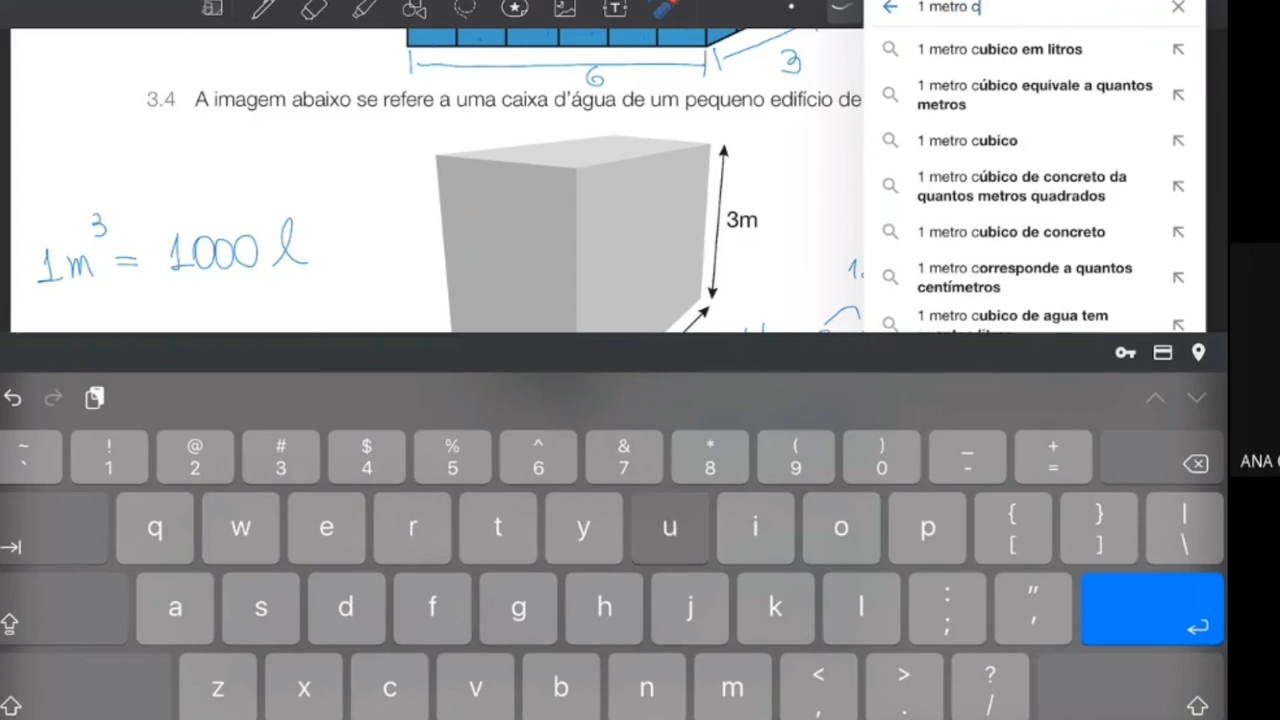 1 metro c
1 metro cubico em litros
1 metro cúbico equivale a quantos
metros
1 metro cubico
1 metro cúbico de concreto da
quantos metros quadrados
1 metro cubico de concreto
1 metro corresponde a quantos
centímetros
1 metro cubico de agua tem
6
3
3.4 A imagem abaixo se refere a uma caixa d'água de um pequeno edifício de
3m
1m³ = 1000 l
1.
ANA
~ ` ! 1 @ 2 # 3 $ 4 % 5 ^ 6 & 7 * 8 ( 9 ) 0 _ - + =
q w e r t y u i o p { [ } ] | \
a s d f g h j k l : ; " '
z x c v b n m < , > . ? /